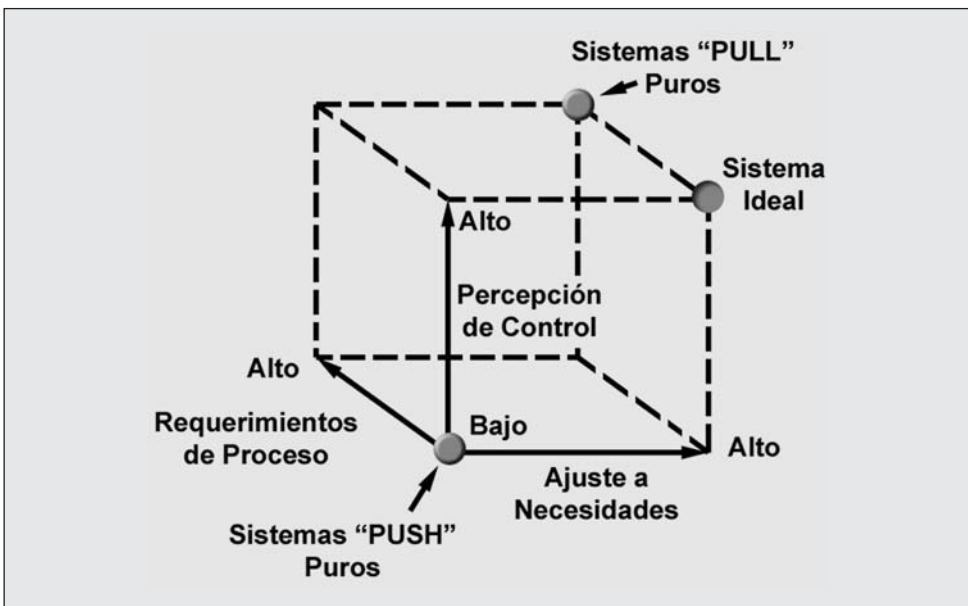 Sistemas “PULL”
Puros
Sistema
Ideal
Alto
Percepción
de Control
Alto
Requerimientos
de Proceso
Bajo
Alto
Ajuste a
Necesidades
Sistemas “PUSH”
Puros